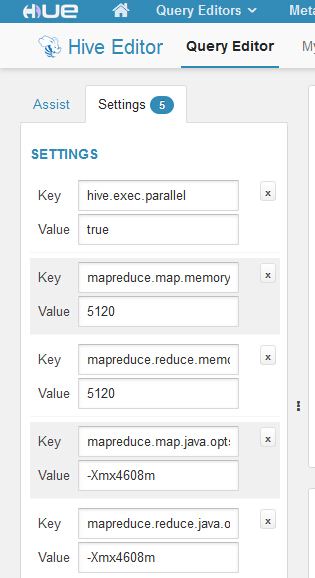 HUE Query Editors Meta
Hive Editor Query Editor My
Assist Settings 5
SETTINGS
Key hive.exec.parallel x
Value true
Key mapreduce.map.memory x
Value 5120
Key mapreduce.reduce.memo x
Value 5120
Key mapreduce.map.java.opts x
Value -Xmx4608m
Key mapreduce.reduce.java.o x
Value -Xmx4608m